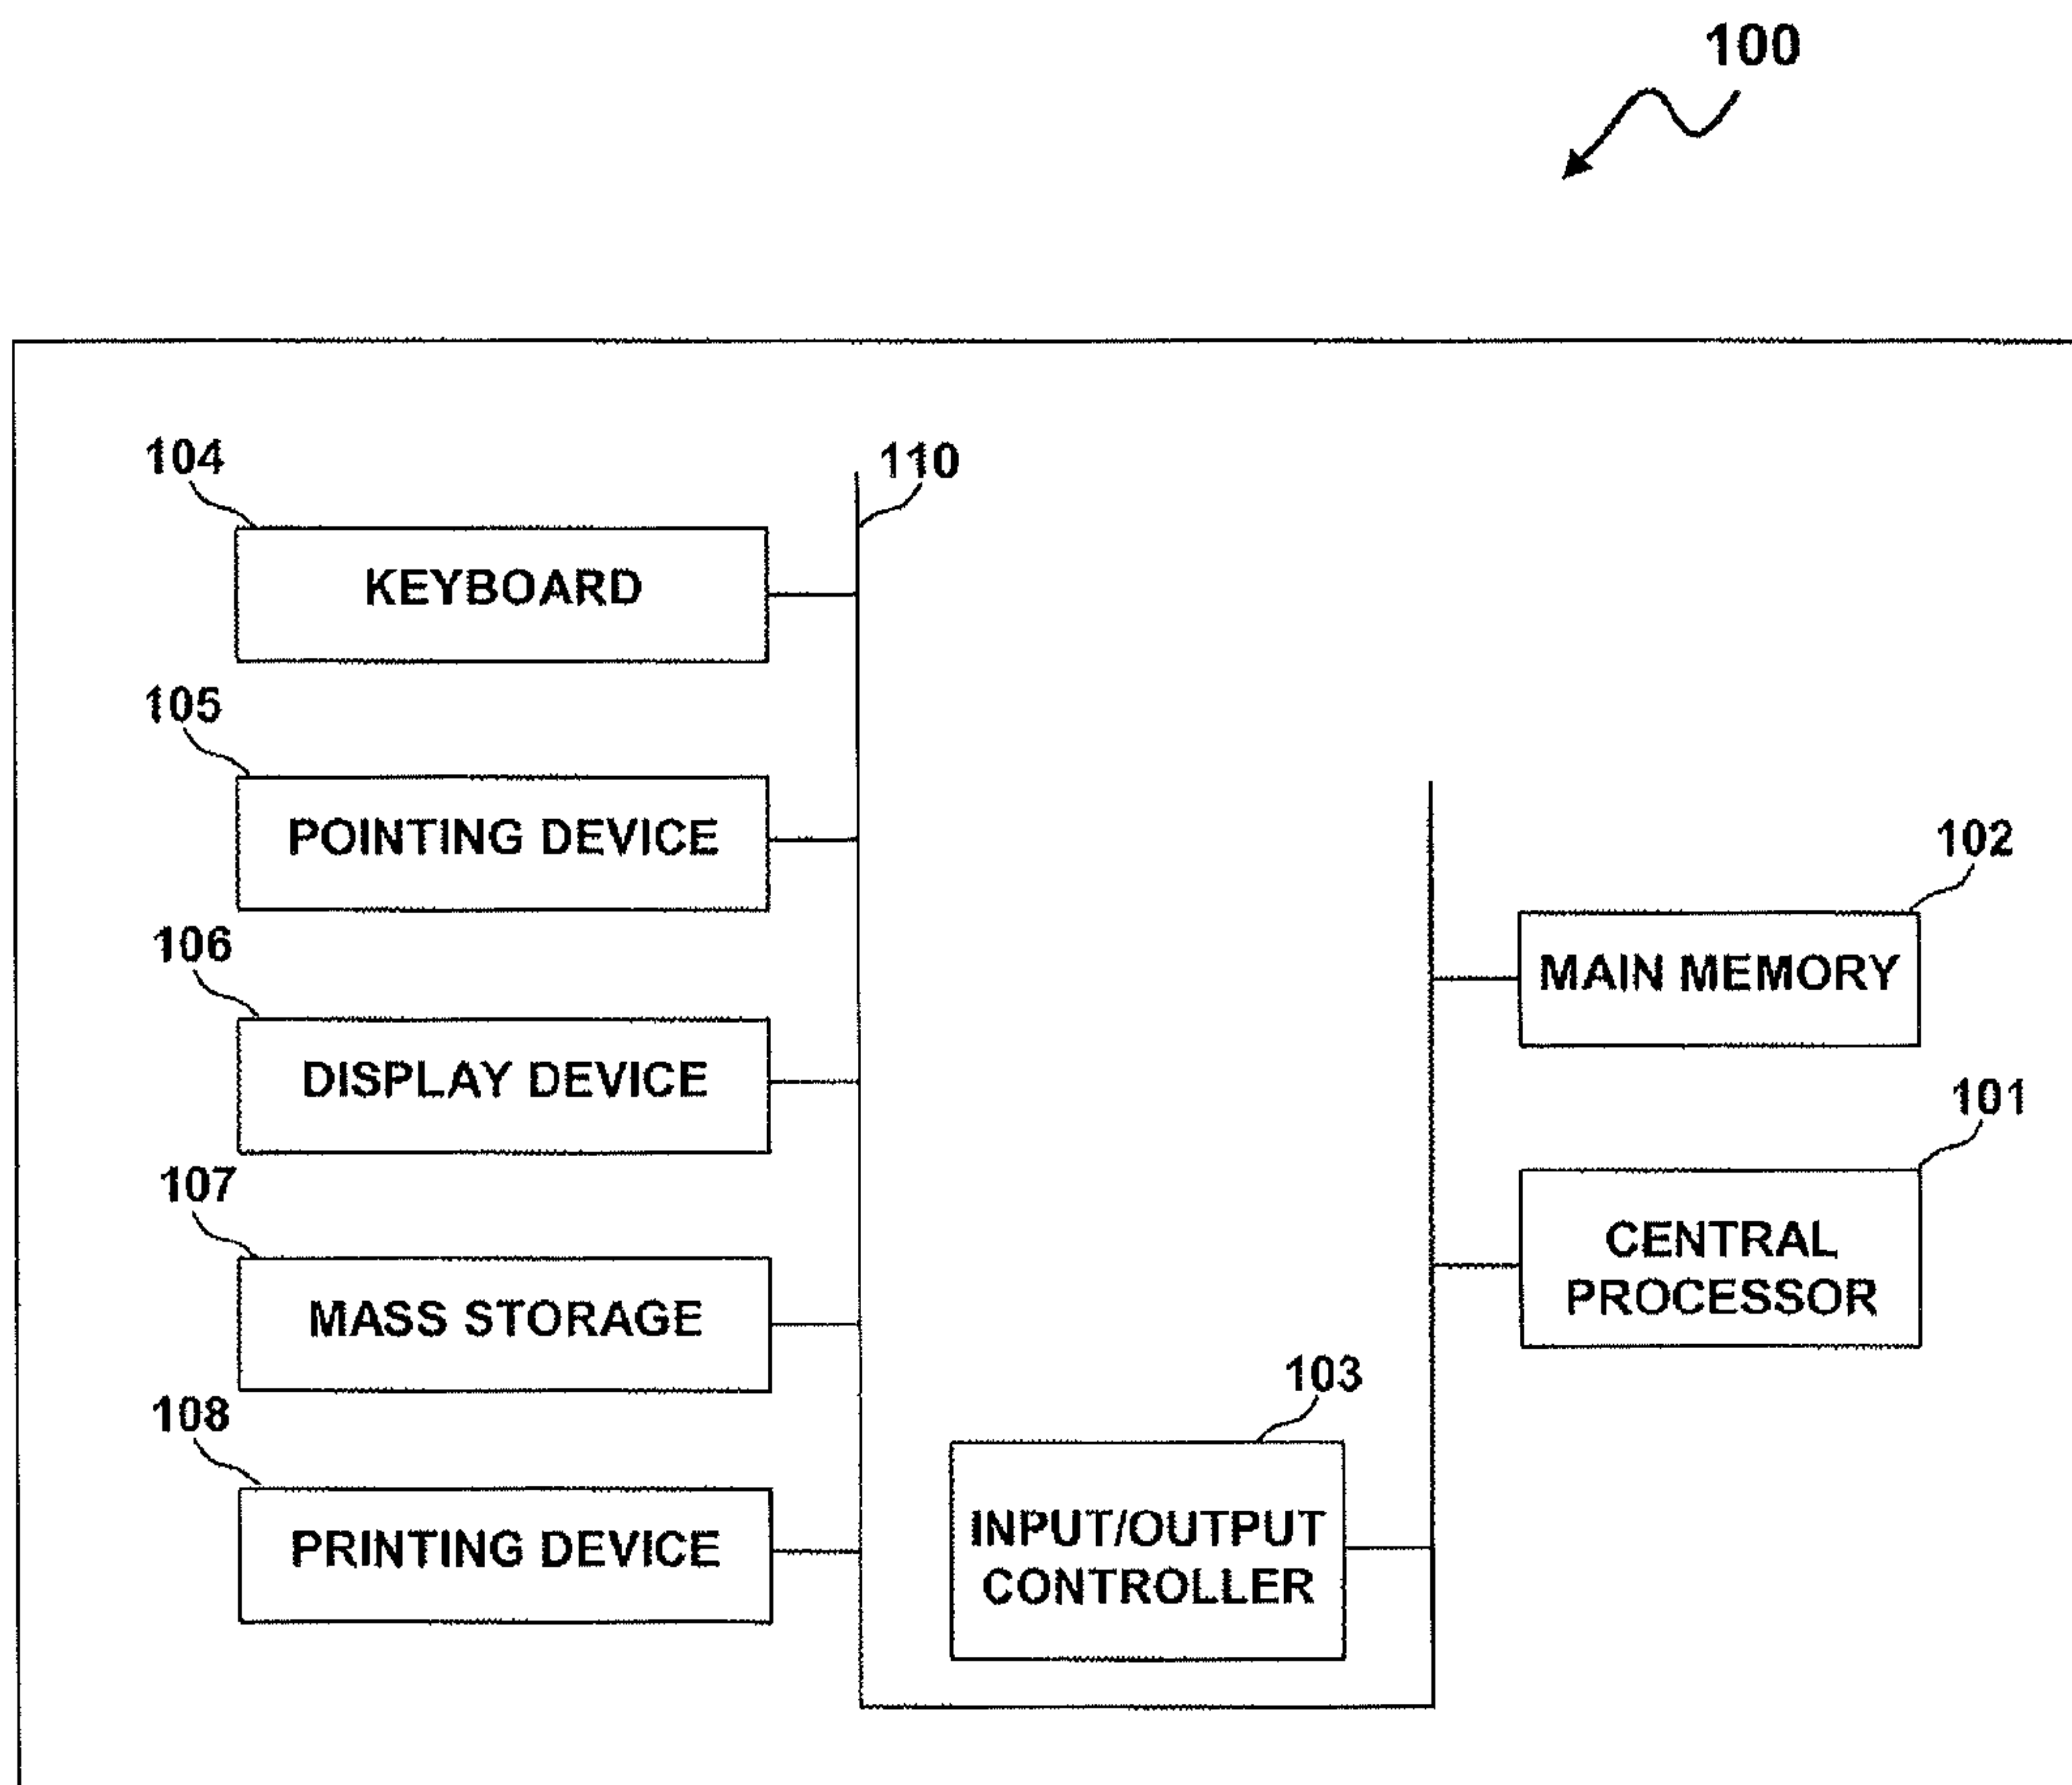 100
104
110
KEYBOARD
105
POINTING DEVICE
102
106
MAIN MEMORY
DISPLAY DEVICE
101
107
CENTRAL
PROCESSOR
MASS STORAGE
103
108
INPUT/OUTPUT
CONTROLLER
PRINTING DEVICE